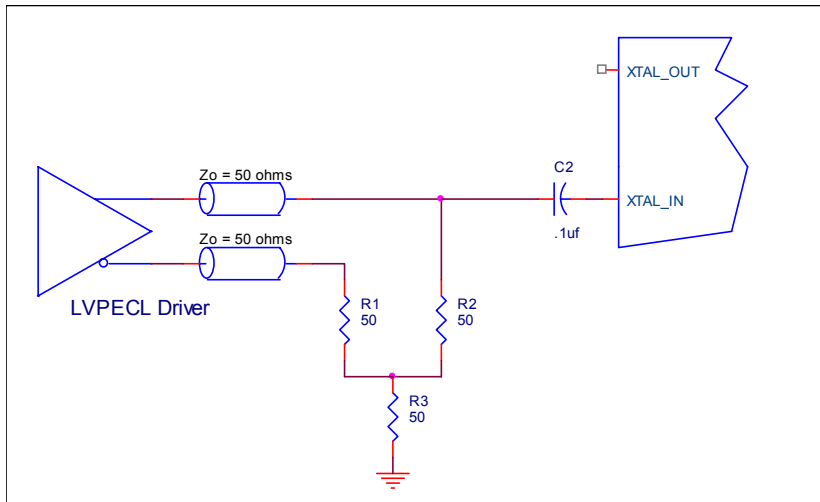 XTAL_OUT
Zo = 50 ohms
C2
XTAL_IN
.1uf
Zo = 50 ohms
LVPECL Driver
R1
50
R2
50
R3
50